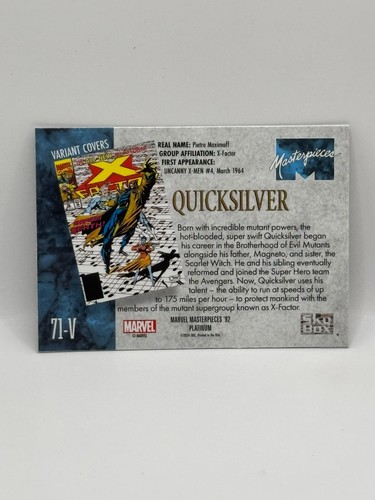 VARIANT COVERS
REAL NAME: Pietro Maximoff
GROUP AFFILIATION: X-Factor
FIRST APPEARANCE:
UNCANNY X-MEN #4, March 1964
Masterpieces
QUICKSILVER
Born with incredible mutant powers, the
hot-blooded, super swift Quicksilver began
his career in the Brotherhood of Evil Mutants
alongside his father, Magneto, and sister, the
Scarlet Witch. He and his sibling eventually
reformed and joined the Super Hero team
the Avengers. Now, Quicksilver uses his
talent – the ability to run at speeds of up
to 175 miles per hour – to protect mankind with the
members of the mutant supergroup known as X-Factor.
71-V
MARVEL
MARVEL MASTERPIECES '92
PLATINUM
SkyBox